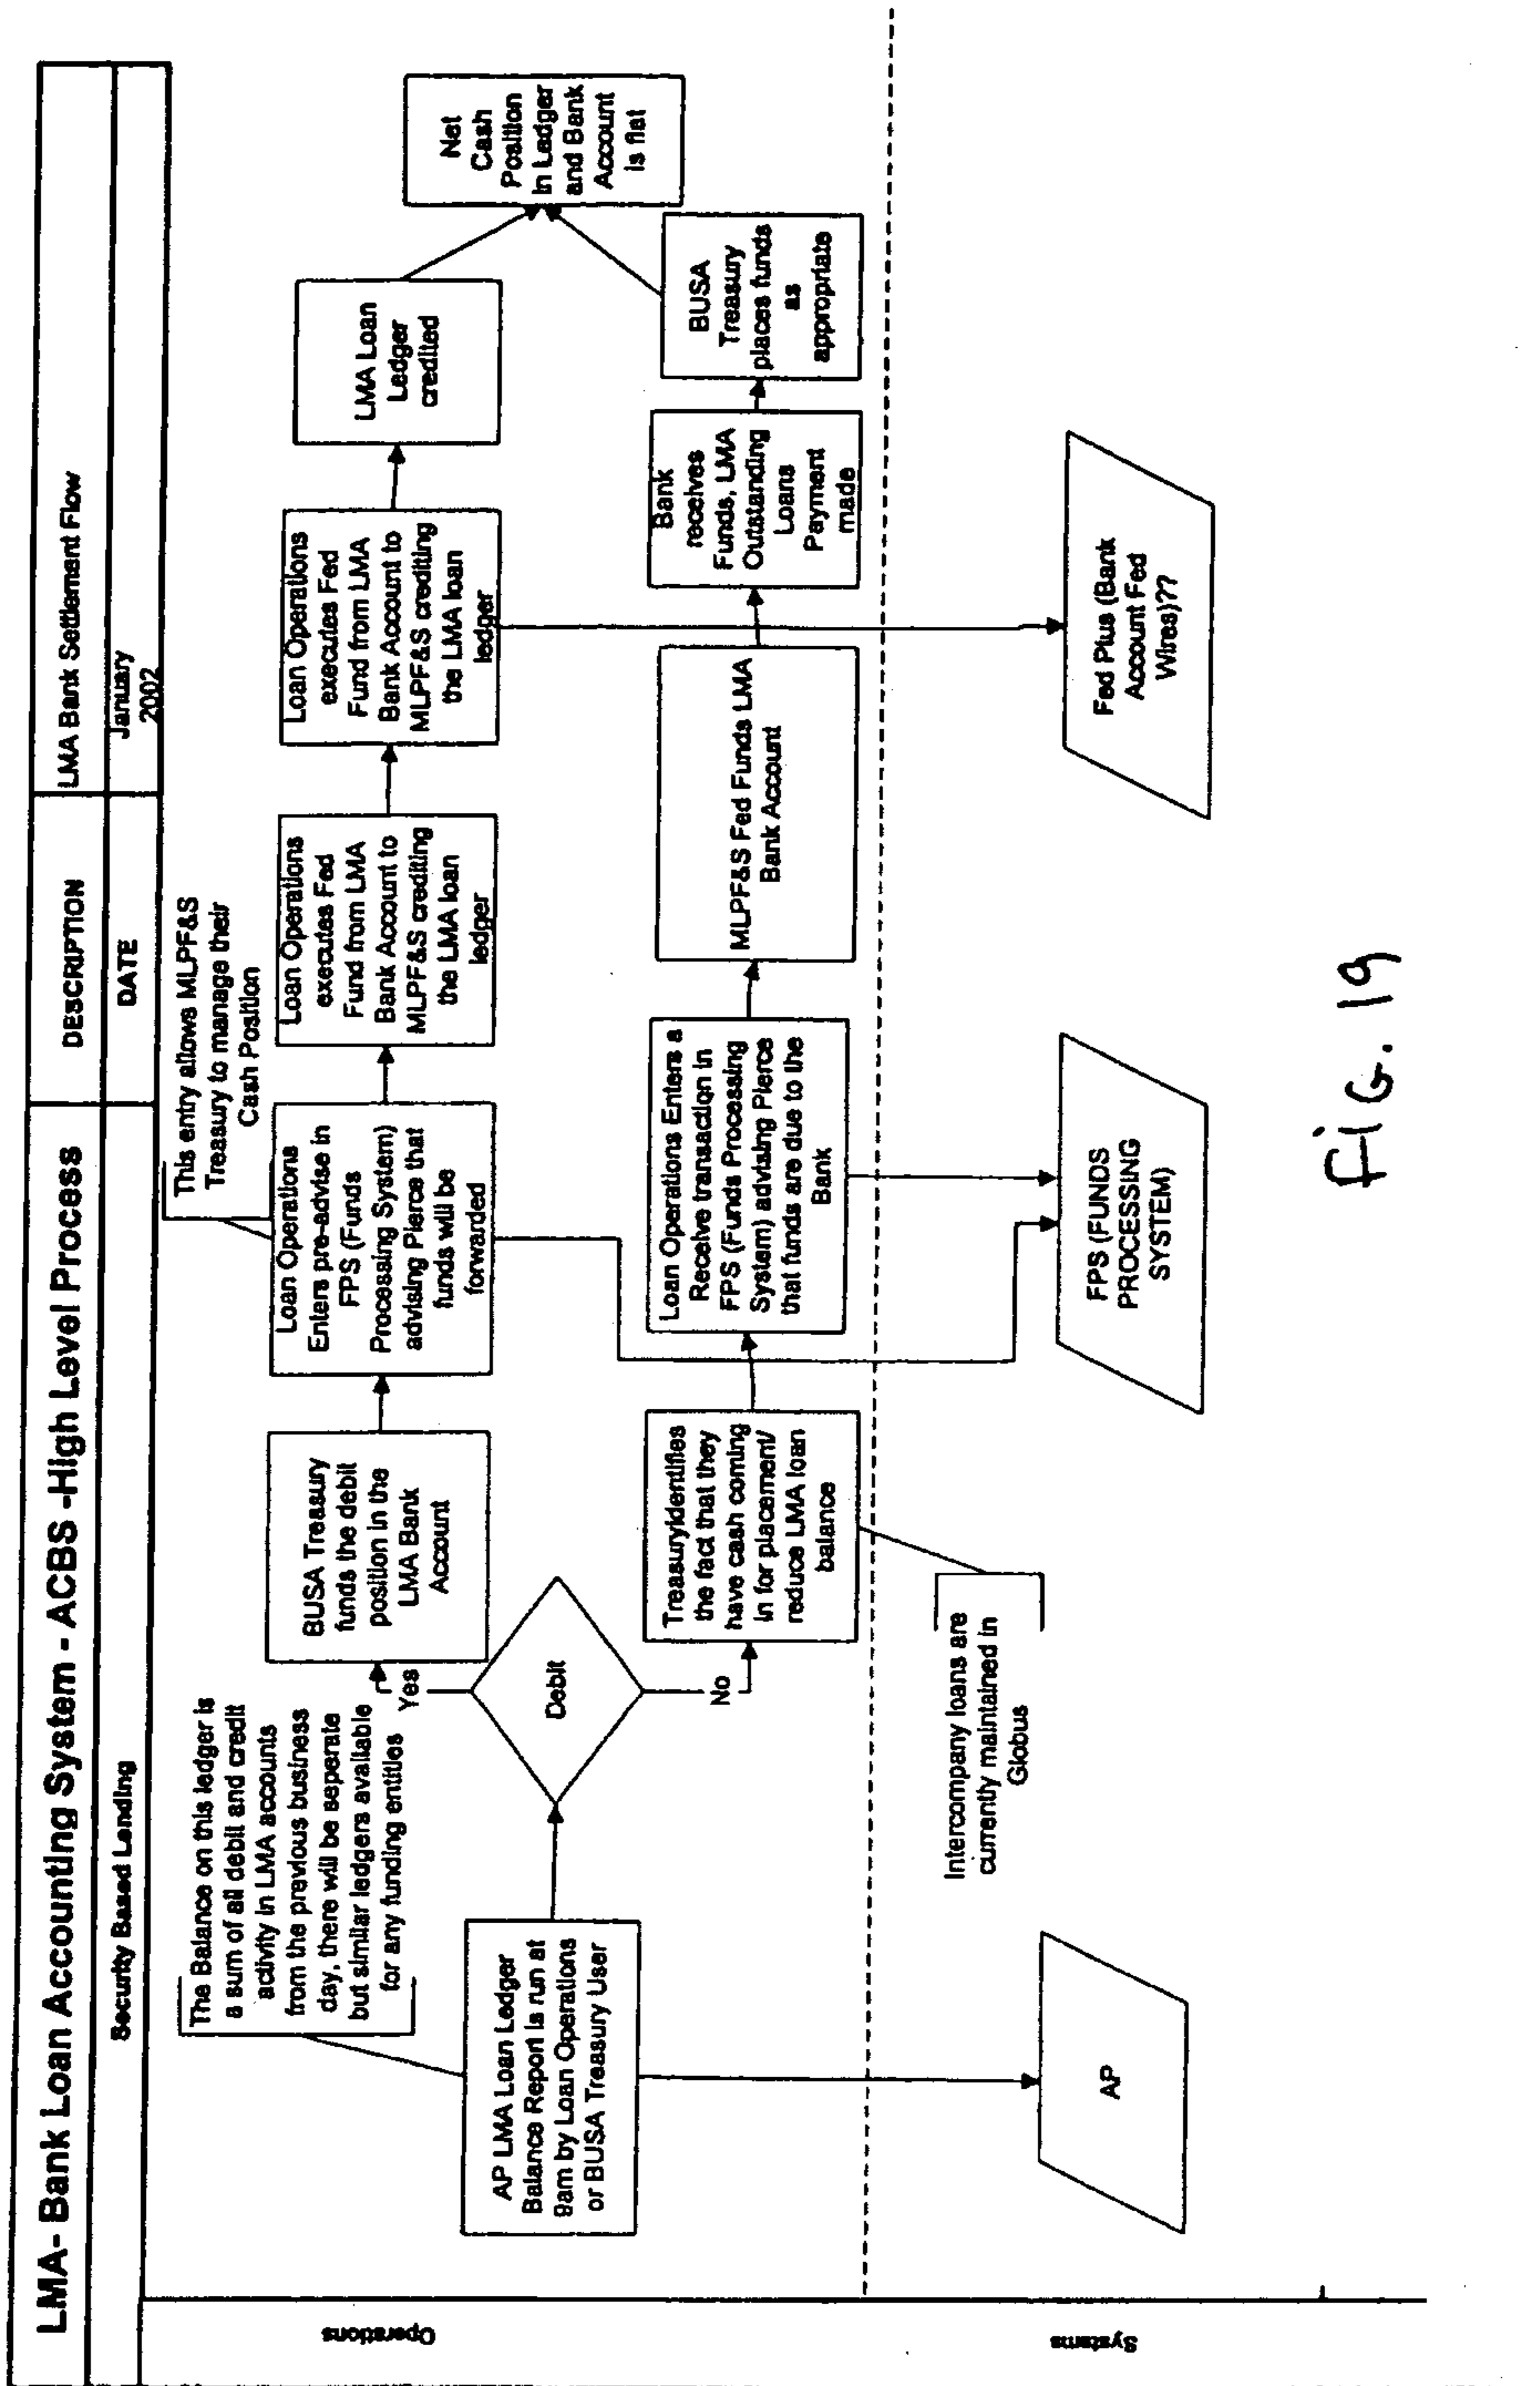 LMA- Bank Loan Accounting System - ACBS -High Level Process
DESCRIPTION
LMA Bank Settlement Flow
Security Based Lending
DATE
January
2002
Operations
The Balance on this ledger is
a sum of all debit and credit
activity in LMA accounts
from the previous business
day, there will be seperate
but similar ledgers available
for any funding entities
This entry allows MLPF&S
Treasury to manage their
Cash Position
AP LMA Loan Ledger
Balance Report is run at
9am by Loan Operations
or BUSA Treasury User
Debit
Yes
No
BUSA Treasury
funds the debit
position in the
LMA Bank
Account
Loan Operations
Enters pre-advise in
FPS (Funds
Processing System)
advising Pierce that
funds will be
forwarded
Loan Operations
executes Fed
Fund from LMA
Bank Account to
MLPF&S crediting
the LMA loan
ledger
Loan Operations
executes Fed
Fund from LMA
Bank Account to
MLPF&S crediting
the LMA loan
ledger
LMA Loan
Ledger
credited
Net
Cash
Position
in Ledger
and Bank
Account
is flat
Treasuryidentifies
the fact that they
have cash coming
in for placement/
reduce LMA loan
balance
Loan Operations Enters a
Receive transaction in
FPS (Funds Processing
System) advising Pierce
that funds are due to the
Bank
MLPF&S Fed Funds LMA
Bank Account
Bank
receives
Funds, LMA
Outstanding
Loans
Payment
made
BUSA
Treasury
places funds
as
appropriate
Intercompany loans are
currently maintained in
Globus
Systems
AP
FPS (FUNDS
PROCESSING
SYSTEM)
Fed Plus (Bank
Account Fed
Wires)??
FIG. 19